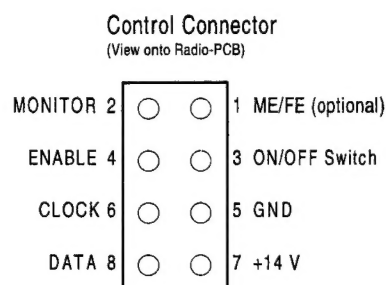 Control Connector
(View onto Radio-PCB)
MONITOR 2 1 ME/FE (optional)
ENABLE 4 3 ON/OFF Switch
CLOCK 6 5 GND
DATA 8 7 +14 V